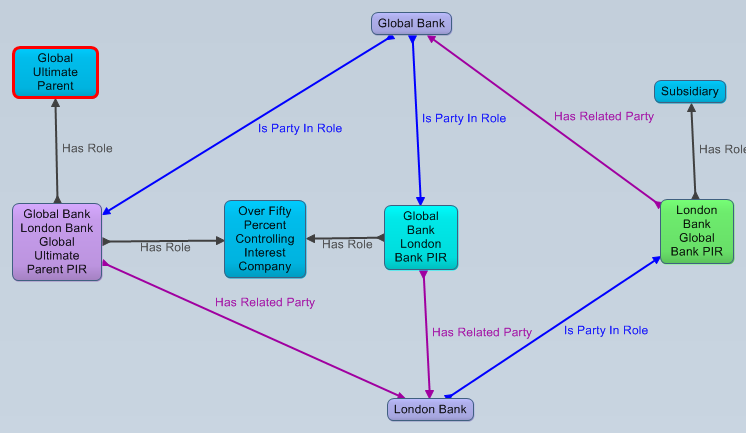 Global Bank
Global
Ultimate
Parent
Subsidiary
Has Related Party
Is Party In Role
Is Party In Role
Has Role
Has Role
Global Bank
London Bank
Global
Ultimate
Parent PIR
Over Fifty
Percent
Controlling
Interest
Company
Global
Bank
London
Bank PIR
London
Bank
Global
Bank PIR
Has Role
Has Role
Has Related Party
Has Related Party
Is Party In Role
London Bank